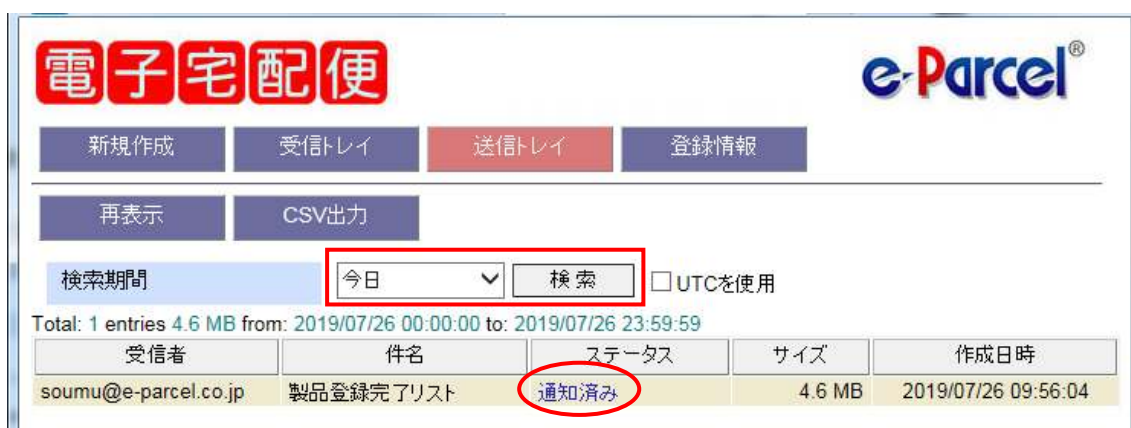 電子宅配便
e·Parcel®
新規作成 受信トレイ 送信トレイ 登録情報
再表示 CSV出力
検索期間 今日 検 索 UTCを使用
Total: 1 entries 4.6 MB from: 2019/07/26 00:00:00 to: 2019/07/26 23:59:59
受信者 件名 ステータス サイズ 作成日時
soumu@e-parcel.co.jp 製品登録完了リスト 通知済み 4.6 MB 2019/07/26 09:56:04